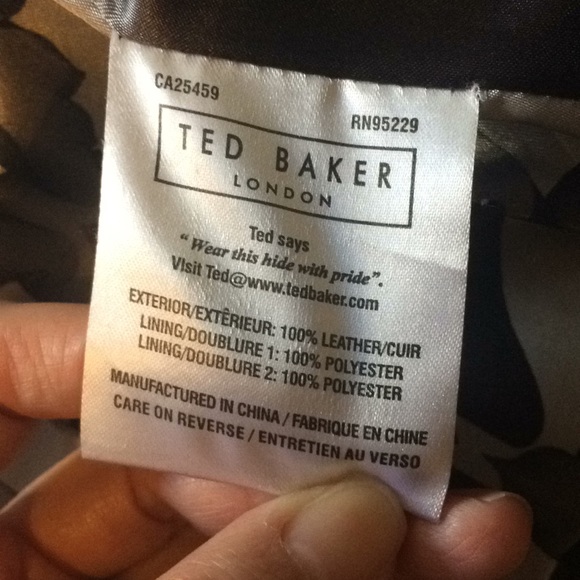 CA25459
RN95229
TED BAKER
LONDON
Ted says
“Wear this hide with pride”.
VIsit Ted@www.tedbaker.com
EXTERIOR/EXTÊRIEUR: 100% LEATHER/CUIR
LINING/DOUBLURE 1: 100% POLYESTER
LINING/DOUBLURE 2: 100% POLYESTER
MANUFACTURED IN CHINA / FABRIQUE EN CHINE
CARE ON REVERSE / ENTRETIEN AU VERSO